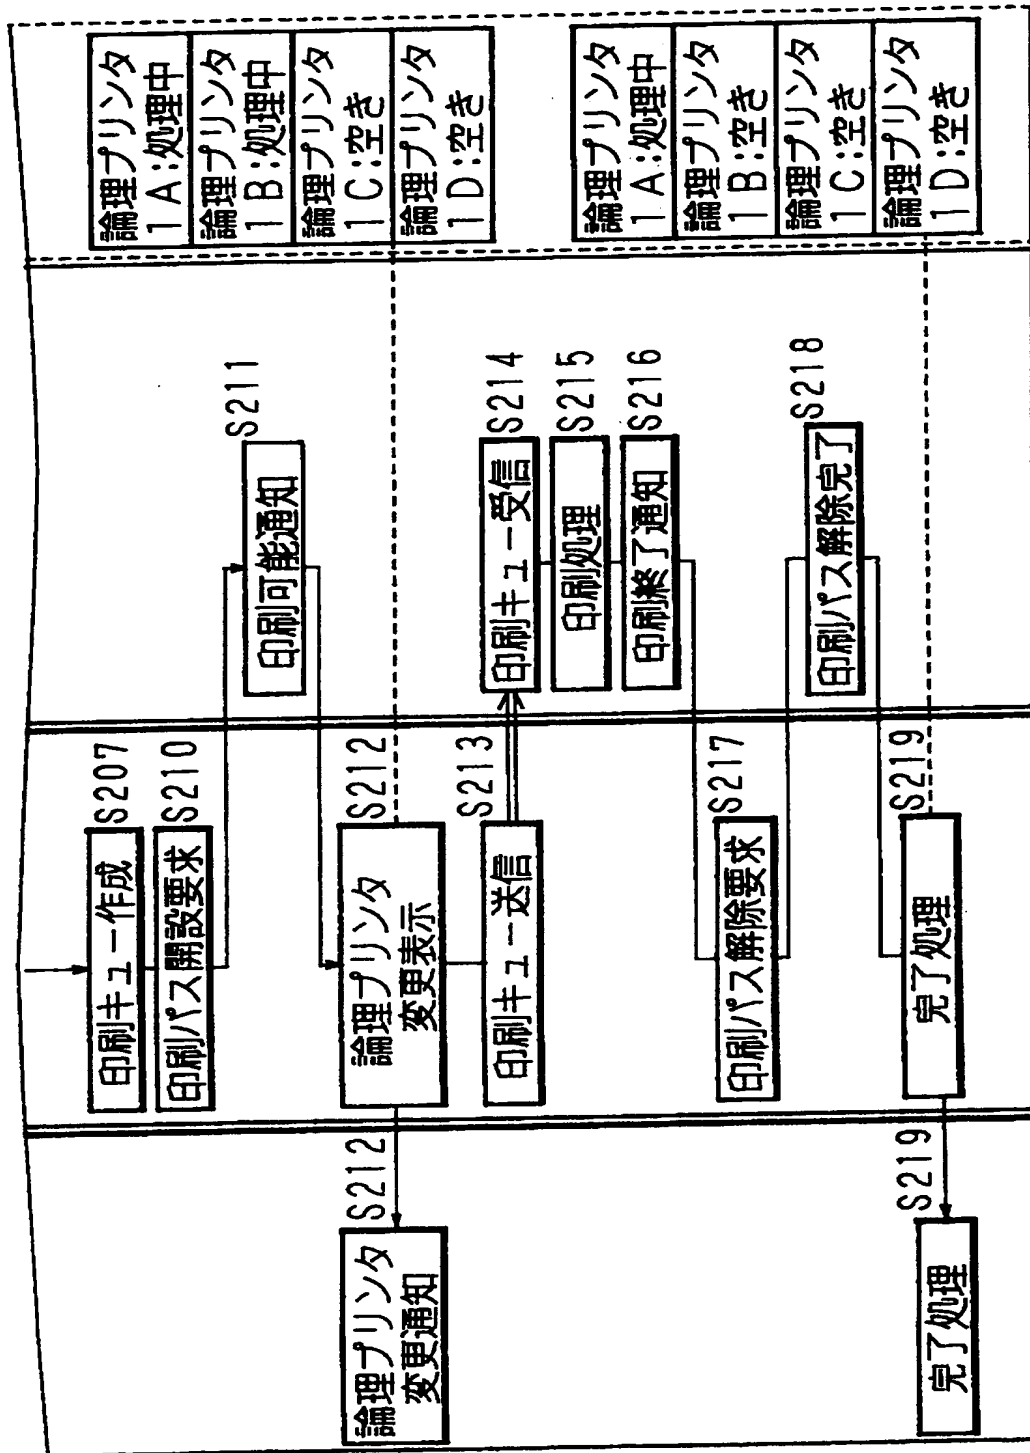 論理プリンタ
変更通知
S212
完了処理
S219
印刷キュー作成
S207
印刷パス開設要求
S210
論理プリンタ
変更表示
S212
印刷キュー送信
S213
印刷パス解除要求
S217
完了処理
S219
印刷可能通知
S211
印刷キュー受信
S214
印刷処理
S215
印刷終了通知
S216
印刷パス解除完了
S218
論理プリンタ
1A:処理中
論理プリンタ
1B:処理中
論理プリンタ
1C:空き
論理プリンタ
1D:空き
論理プリンタ
1A:処理中
論理プリンタ
1B:空き
論理プリンタ
1C:空き
論理プリンタ
1D:空き